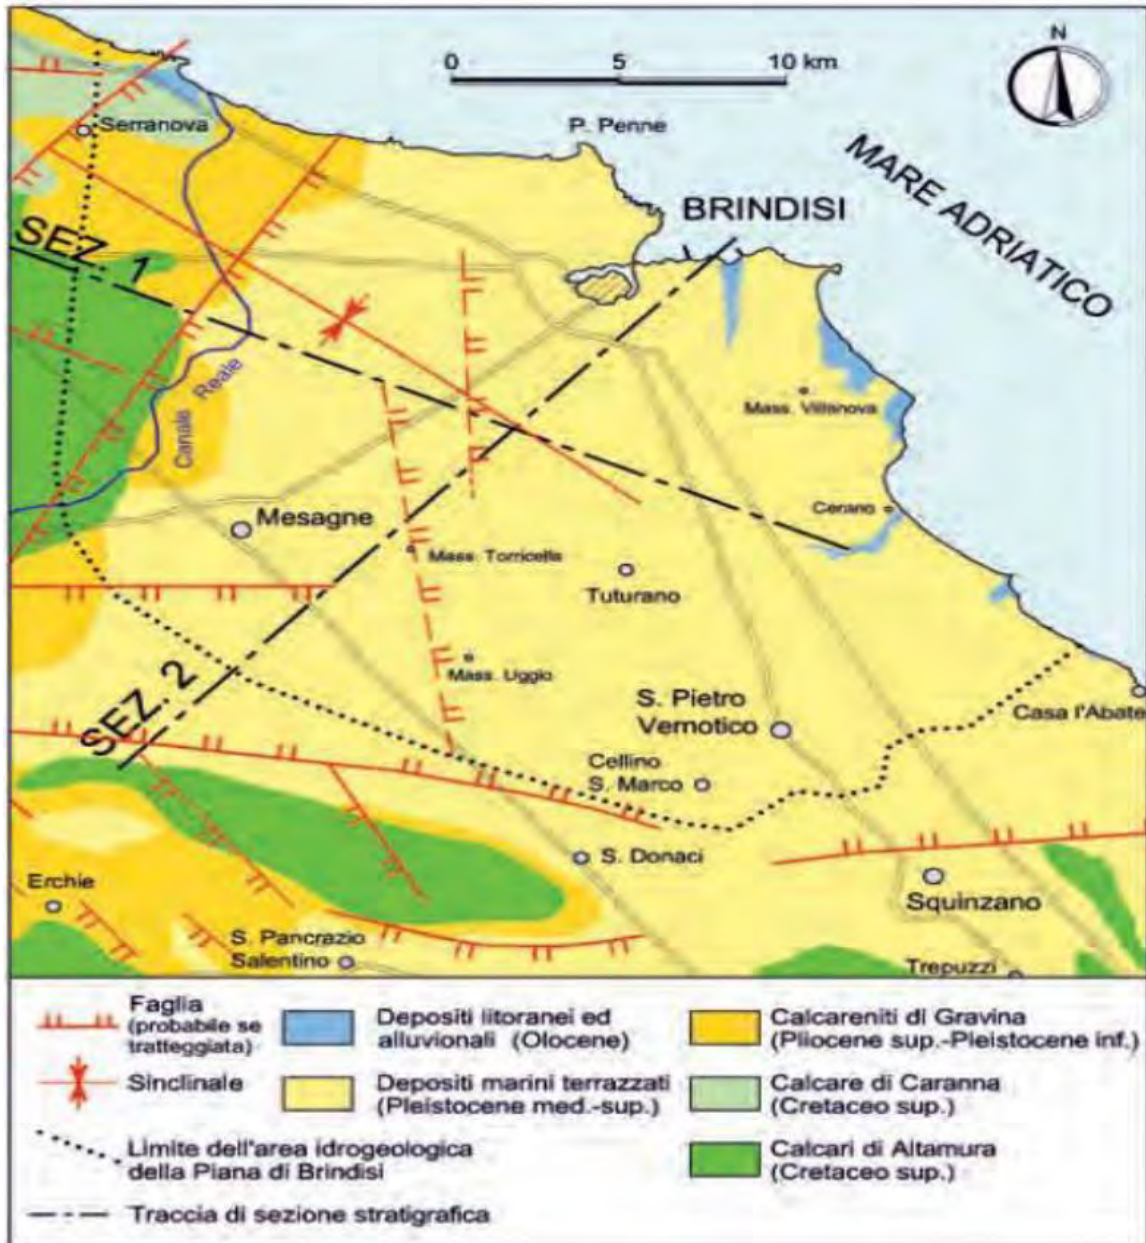 N
0 5 10 km
Serranova
P. Penne
MARE ADRIATICO
BRINDISI
SEZ. 1
Canale Reale
Mass. Villanova
Cerano
Mesagne
Mass. Torricella
Tuturano
Mass. Uggio
SEZ. 2
S. Pietro
Vernotico
Casa l'Abate
Cellino
S. Marco
S. Donaci
Erchie
Squinzano
S. Pancrazio
Salentino
Trepuzzi
Faglia
(probabile se
tratteggiata)
Sinclinale
Limite dell'area idrogeologica
della Piana di Brindisi
Traccia di sezione stratigrafica
Depositi litoranei ed
alluvionali (Olocene)
Depositi marini terrazzati
(Pleistocene med.-sup.)
Calcareniti di Gravina
(Pliocene sup.-Pleistocene inf.)
Calcare di Caranna
(Cretaceo sup.)
Calcari di Altamura
(Cretaceo sup.)